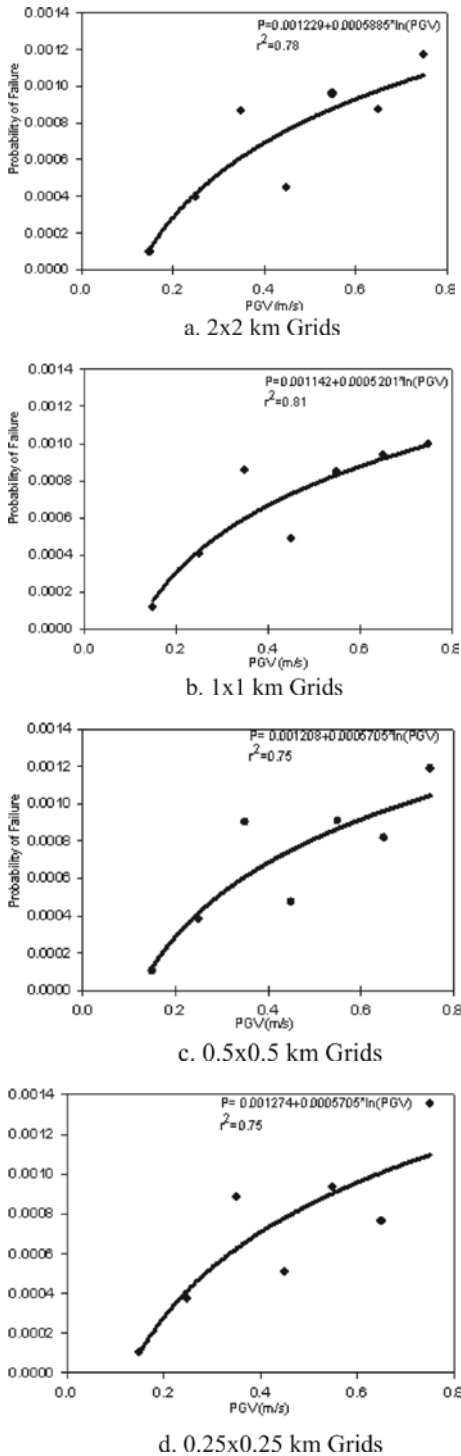 P=0.001229+0.0005885*ln(PGV)
r²=0.78
0.0014
0.0012
0.0010
0.0008
0.0006
0.0004
0.0002
0.0000
Probability of Failure
0.0 0.2 0.4 0.6 0.8
PGV(m/s)
a. 2x2 km Grids
P=0.001142+0.0005201*ln(PGV)
r²=0.81
0.0014
0.0012
0.0010
0.0008
0.0006
0.0004
0.0002
0.0000
Probability of Failure
0.0 0.2 0.4 0.6 0.8
PGV(m/s)
b. 1x1 km Grids
P= 0.001208+0.0005705*ln(PGV)
r²=0.75
0.0014
0.0012
0.0010
0.0008
0.0006
0.0004
0.0002
0.0000
Probability of Failure
0.0 0.2 0.4 0.6 0.8
PGV(m/s)
c. 0.5x0.5 km Grids
P= 0.001274+0.0005705*ln(PGV)
r²=0.75
0.0014
0.0012
0.0010
0.0008
0.0006
0.0004
0.0002
0.0000
0.0 0.2 0.4 0.6 0.8
PGV(m/s)
d. 0.25x0.25 km Grids